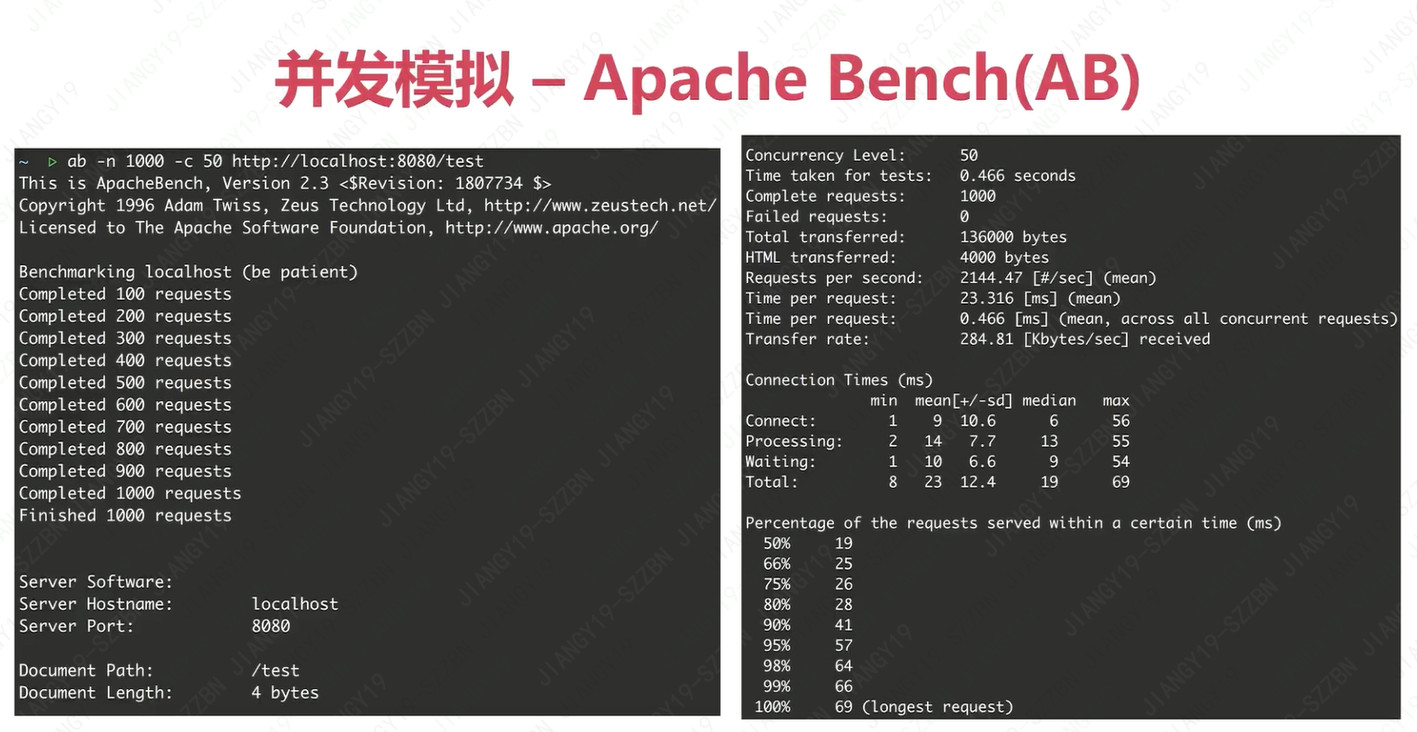 并发模拟 – Apache Bench(AB)
~ ▷ ab -n 1000 -c 50 http://localhost:8080/test
This is ApacheBench, Version 2.3 <$Revision: 1807734 $>
Copyright 1996 Adam Twiss, Zeus Technology Ltd, http://www.zeustech.net/
Licensed to The Apache Software Foundation, http://www.apache.org/
Benchmarking localhost (be patient)
Completed 100 requests
Completed 200 requests
Completed 300 requests
Completed 400 requests
Completed 500 requests
Completed 600 requests
Completed 700 requests
Completed 800 requests
Completed 900 requests
Completed 1000 requests
Finished 1000 requests
Server Software:
Server Hostname: localhost
Server Port: 8080
Document Path: /test
Document Length: 4 bytes
Concurrency Level: 50
Time taken for tests: 0.466 seconds
Complete requests: 1000
Failed requests: 0
Total transferred: 136000 bytes
HTML transferred: 4000 bytes
Requests per second: 2144.47 [#/sec] (mean)
Time per request: 23.316 [ms] (mean)
Time per request: 0.466 [ms] (mean, across all concurrent requests)
Transfer rate: 284.81 [Kbytes/sec] received
Connection Times (ms)
min mean[+/-sd] median max
Connect: 1 9 10.6 6 56
Processing: 2 14 7.7 13 55
Waiting: 1 10 6.6 9 54
Total: 8 23 12.4 19 69
Percentage of the requests served within a certain time (ms)
50% 19
66% 25
75% 26
80% 28
90% 41
95% 57
98% 64
99% 66
100% 69 (longest request)
JIANGY19-SZZBN